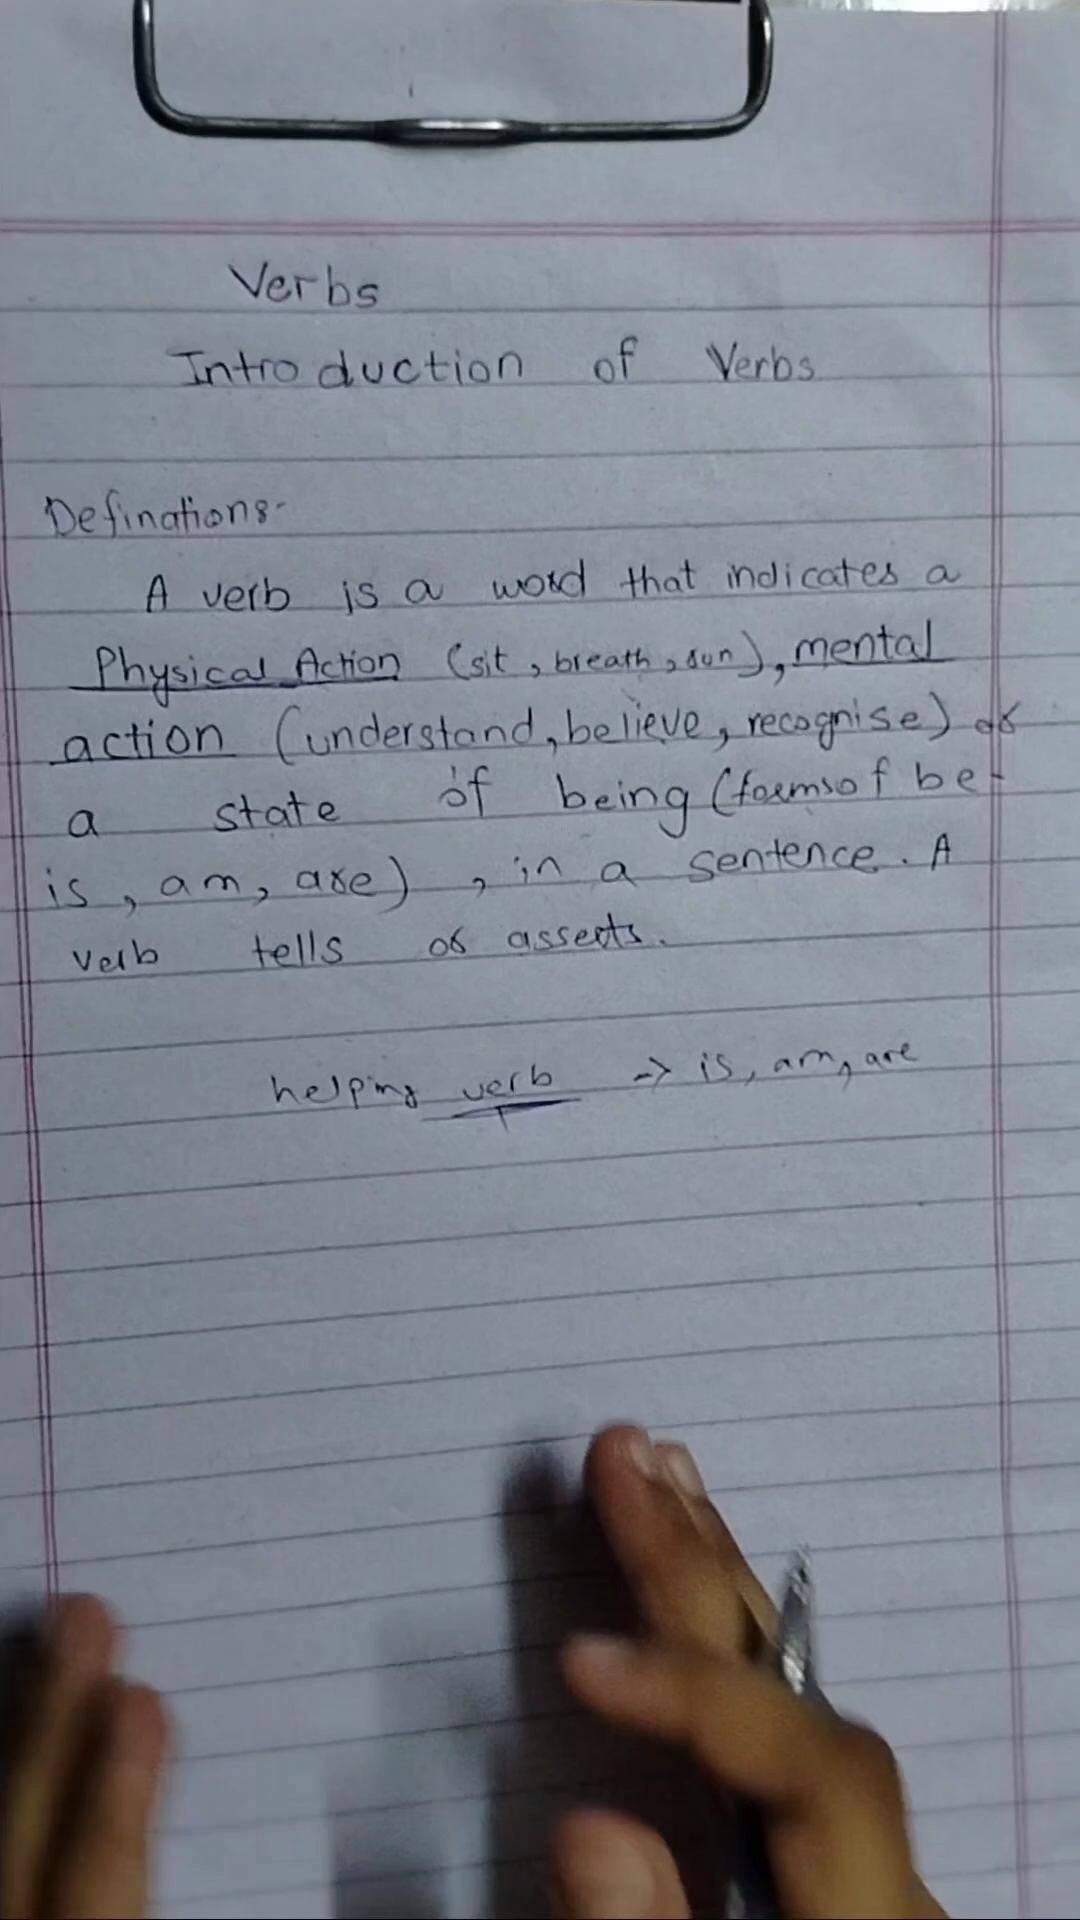 Verbs
Introduction of Verbs
Definations-
A verb is a word that indicates a
Physical Action (sit, breath, run), mental
action (understand, believe, recognise) or
a state of being (forms of be-
is, am, are), in a sentence. A
verb tells or asserts.
helping verb -> is, am, are